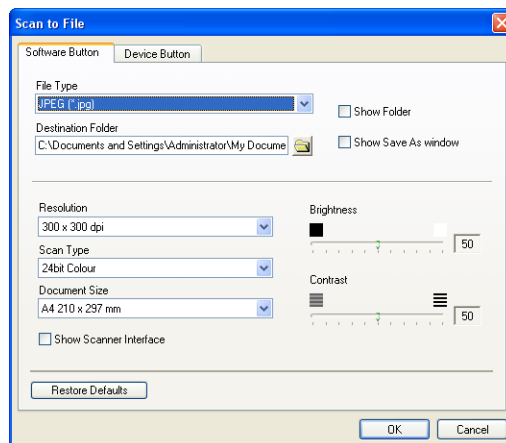 Scan to File
Software Button
Device Button
File Type
JPEG (*.jpg)
Show Folder
Destination Folder
C:\Documents and Settings\Administrator\My Docume
Show Save As window
Resolution
300 x 300 dpi
Scan Type
24bit Colour
Document Size
A4 210 x 297 mm
Show Scanner Interface
Brightness
50
Contrast
50
Restore Defaults
OK
Cancel